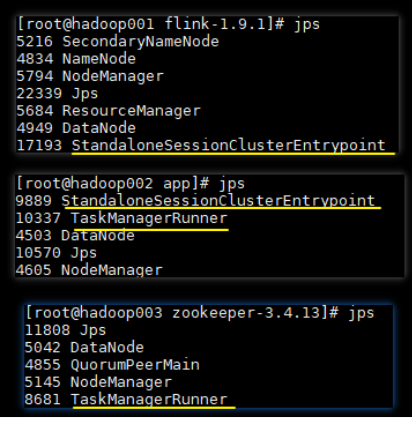 [root@hadoop001 flink-1.9.1]# jps
5216 SecondaryNameNode
4834 NameNode
5794 NodeManager
22339 Jps
5684 ResourceManager
4949 DataNode
17193 StandaloneSessionClusterEntrypoint
[root@hadoop002 app]# jps
9889 StandaloneSessionClusterEntrypoint
10337 TaskManagerRunner
4503 DataNode
10570 Jps
4605 NodeManager
[root@hadoop003 zookeeper-3.4.13]# jps
11808 Jps
5042 DataNode
4855 QuorumPeerMain
5145 NodeManager
8681 TaskManagerRunner